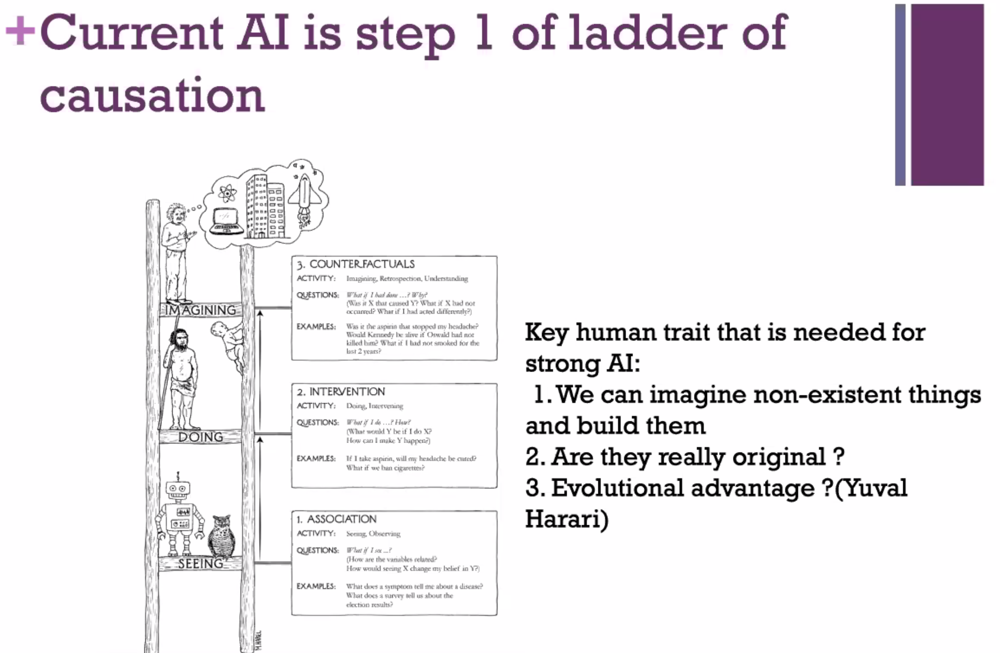 +Current AI is step 1 of ladder of
causation
IMAGINING
DOING
SEEING
M.HAREL
3. COUNTERFACTUALS
ACTIVITY: Imagining, Retrospection, Understanding
QUESTIONS: What if I had done ...? Why?
(Was it X that caused Y? What if X had not
occurred? What if I had acted differently?)
EXAMPLES: Was it the aspirin that stopped my headache?
Would Kennedy be alive if Oswald had not
killed him? What if I had not smoked for the
last 2 years?
2. INTERVENTION
ACTIVITY: Doing, Intervening
QUESTIONS: What if I do ...? How?
(What would Y be if I do X?
How can I make Y happen?)
EXAMPLES: If I take aspirin, will my headache be cured?
What if we ban cigarettes?
1. ASSOCIATION
ACTIVITY: Seeing, Observing
QUESTIONS: What if I see ...?
(How are the variables related?
How would seeing X change my belief in Y?)
EXAMPLES: What does a symptom tell me about a disease?
What does a survey tell us about the
election results?
Key human trait that is needed for
strong AI:
1. We can imagine non-existent things
and build them
2. Are they really original ?
3. Evolutional advantage ?(Yuval
Harari)